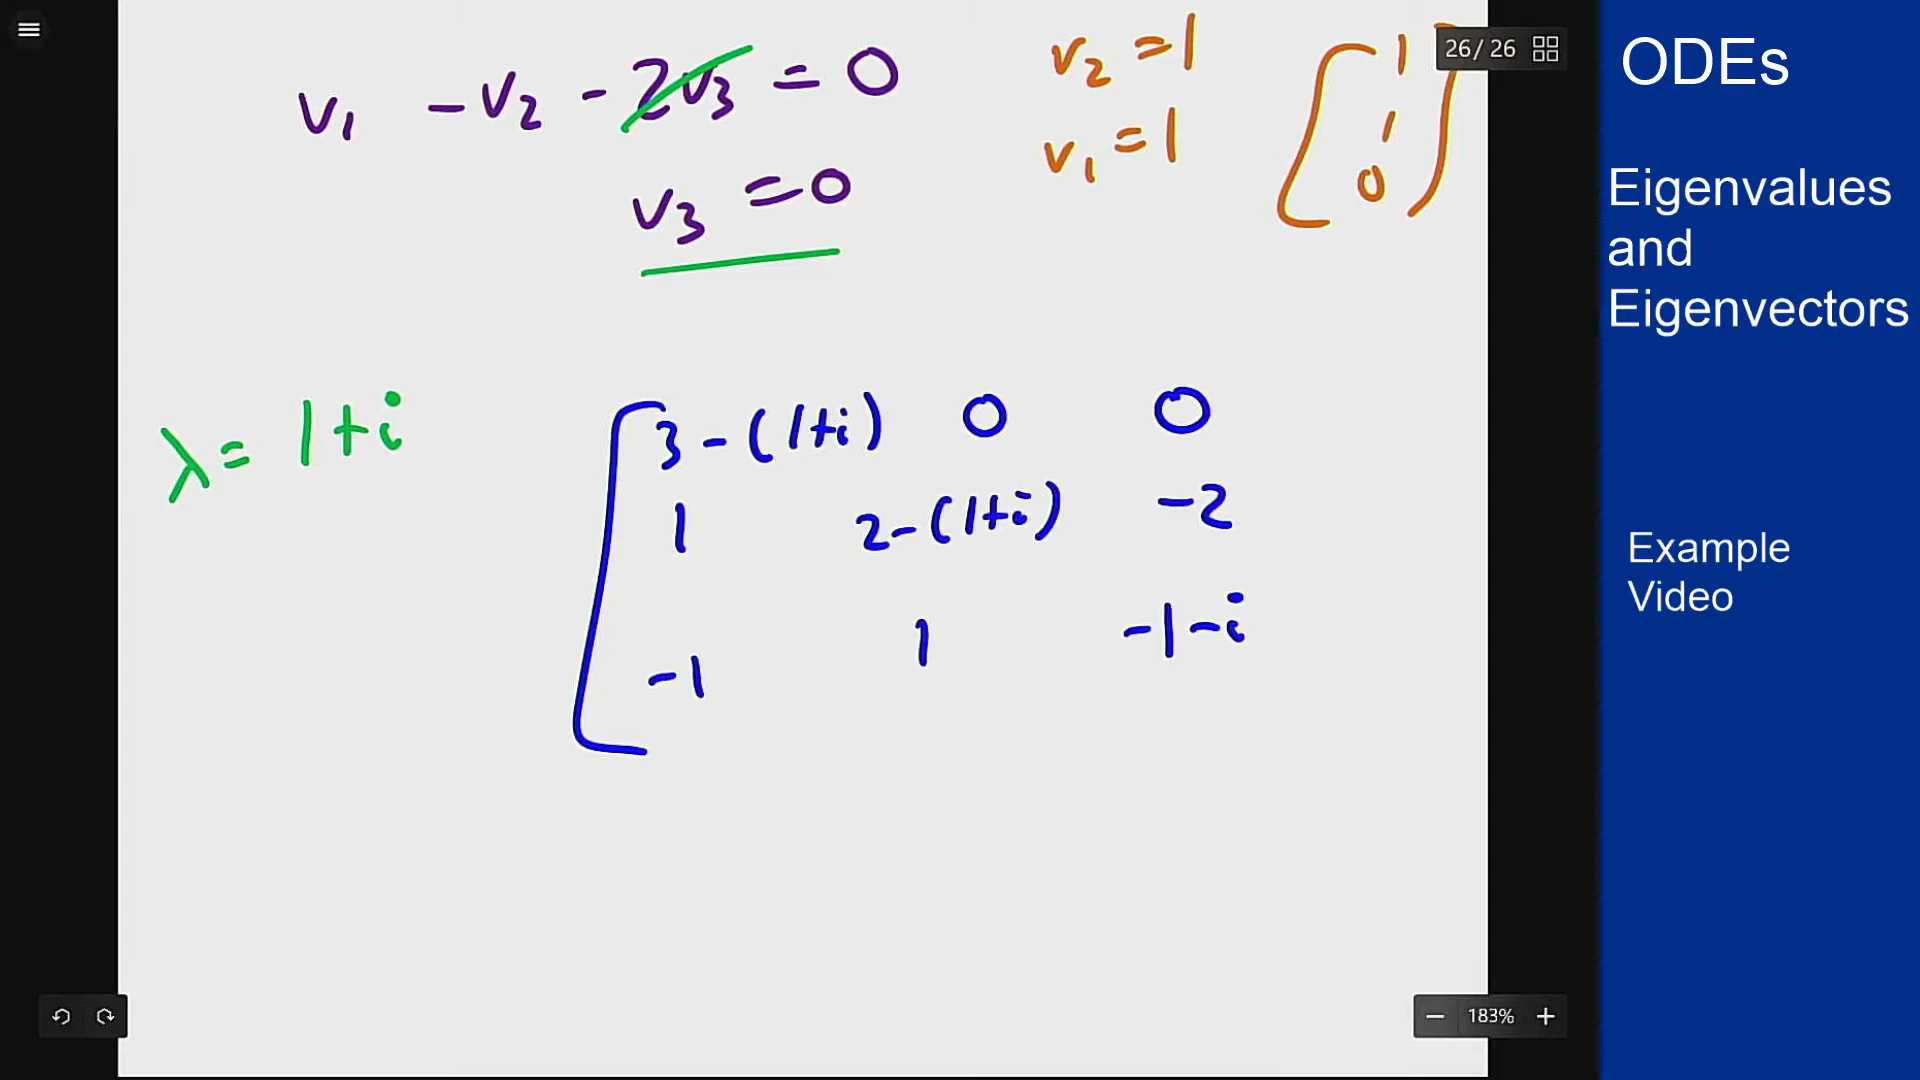 v₁ - v₂ - 2v₃ = 0
v₃ = 0
v₂ = 1
v₁ = 1
1
1
0
26 / 26
λ = 1+i
3-(1+i) 0 0
1 2-(1+i) -2
-1 1 -1-i
183%
ODEs
Eigenvalues
and
Eigenvectors
Example
Video